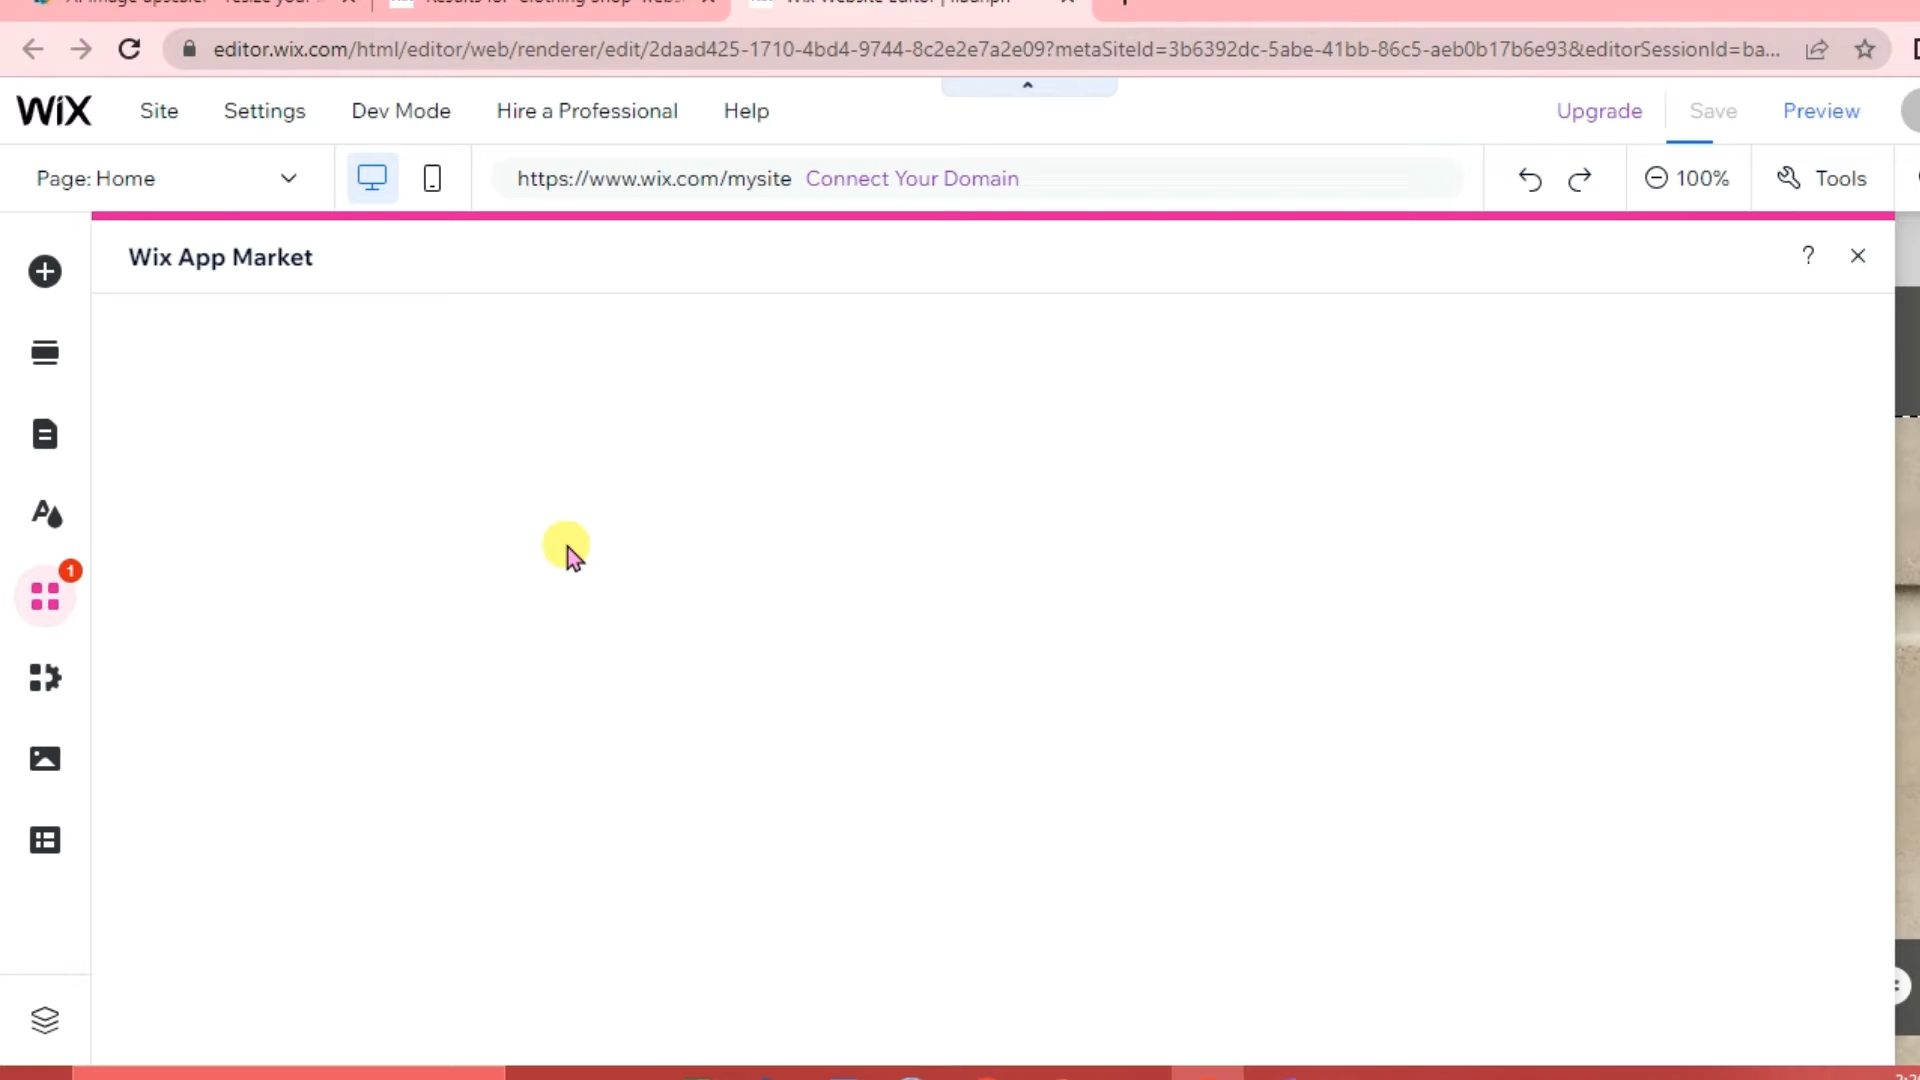 editor.wix.com/html/editor/web/renderer/edit/2daad425-1710-4bd4-9744-8c2e2e7a2e09?metaSiteId=3b6392dc-5abe-41bb-86c5-aeb0b17b6e93&editorSessionId=ba...
WiX Site Settings Dev Mode Hire a Professional Help Upgrade Save Preview
Page: Home https://www.wix.com/mysite Connect Your Domain 100% Tools
Wix App Market ?
1